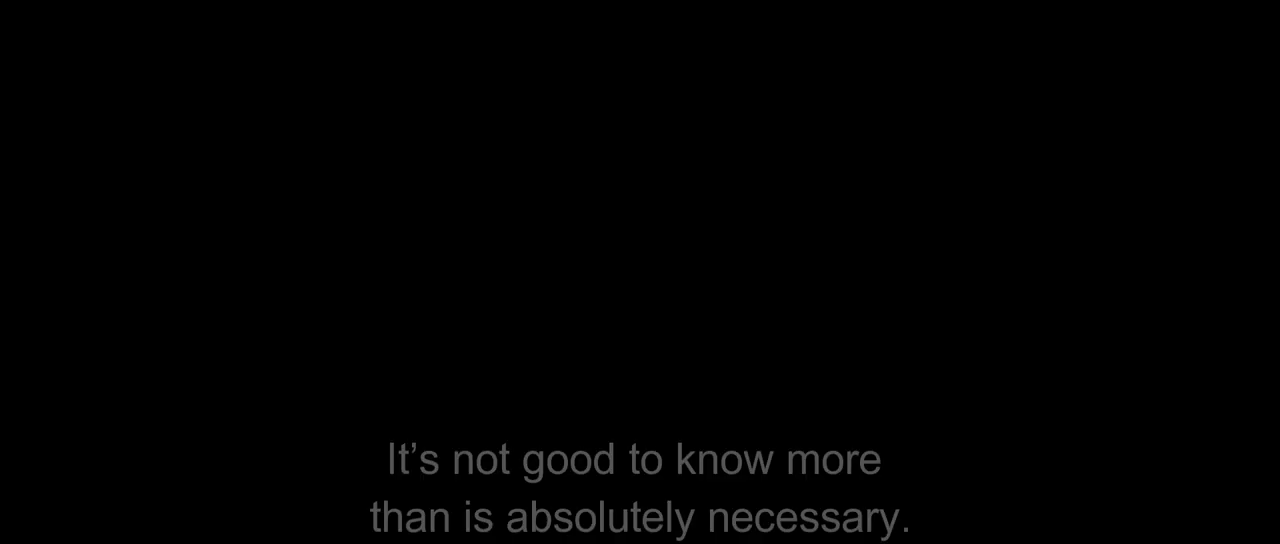 It’s not good to know more
than is absolutely necessary.